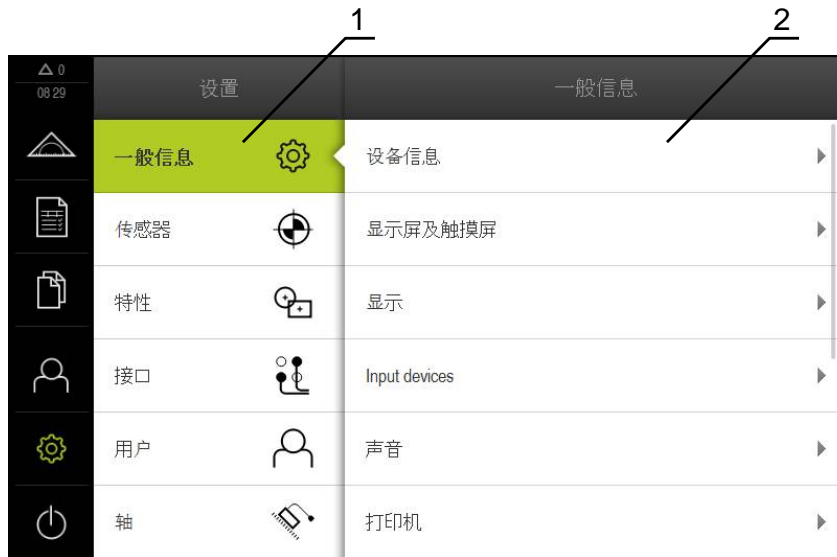 1
2
0
08 29
设置
一般信息
一般信息
设备信息
传感器
显示屏及触摸屏
特性
显示
接口
Input devices
用户
声音
轴
打印机